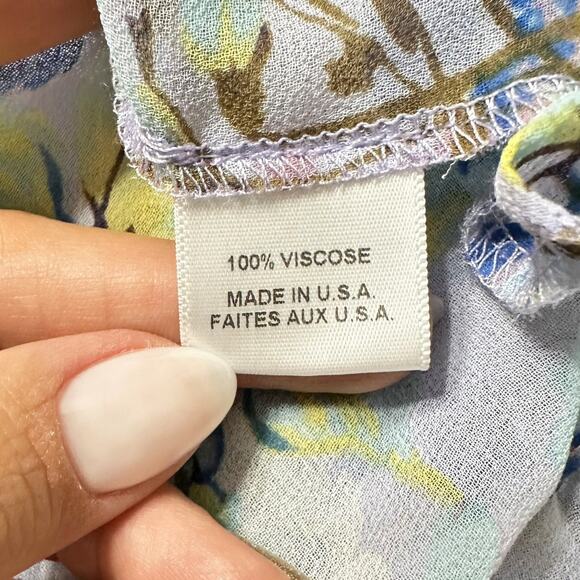 100% VISCOSE
MADE IN U.S.A.
FAITES AUX U.S.A.